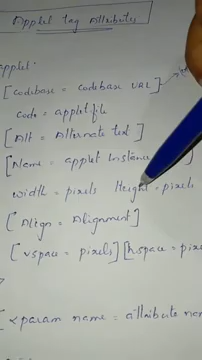 Applet tag Attributes
applet
[codebase = codebase URL]
Code = appletfile
[Alt = Alternate text]
[Name = applet Instance
width = pixels Height = pixels
[Align = Alignment]
[vspace = pixels] [hspace = pix
>
[<param name = attribute nam